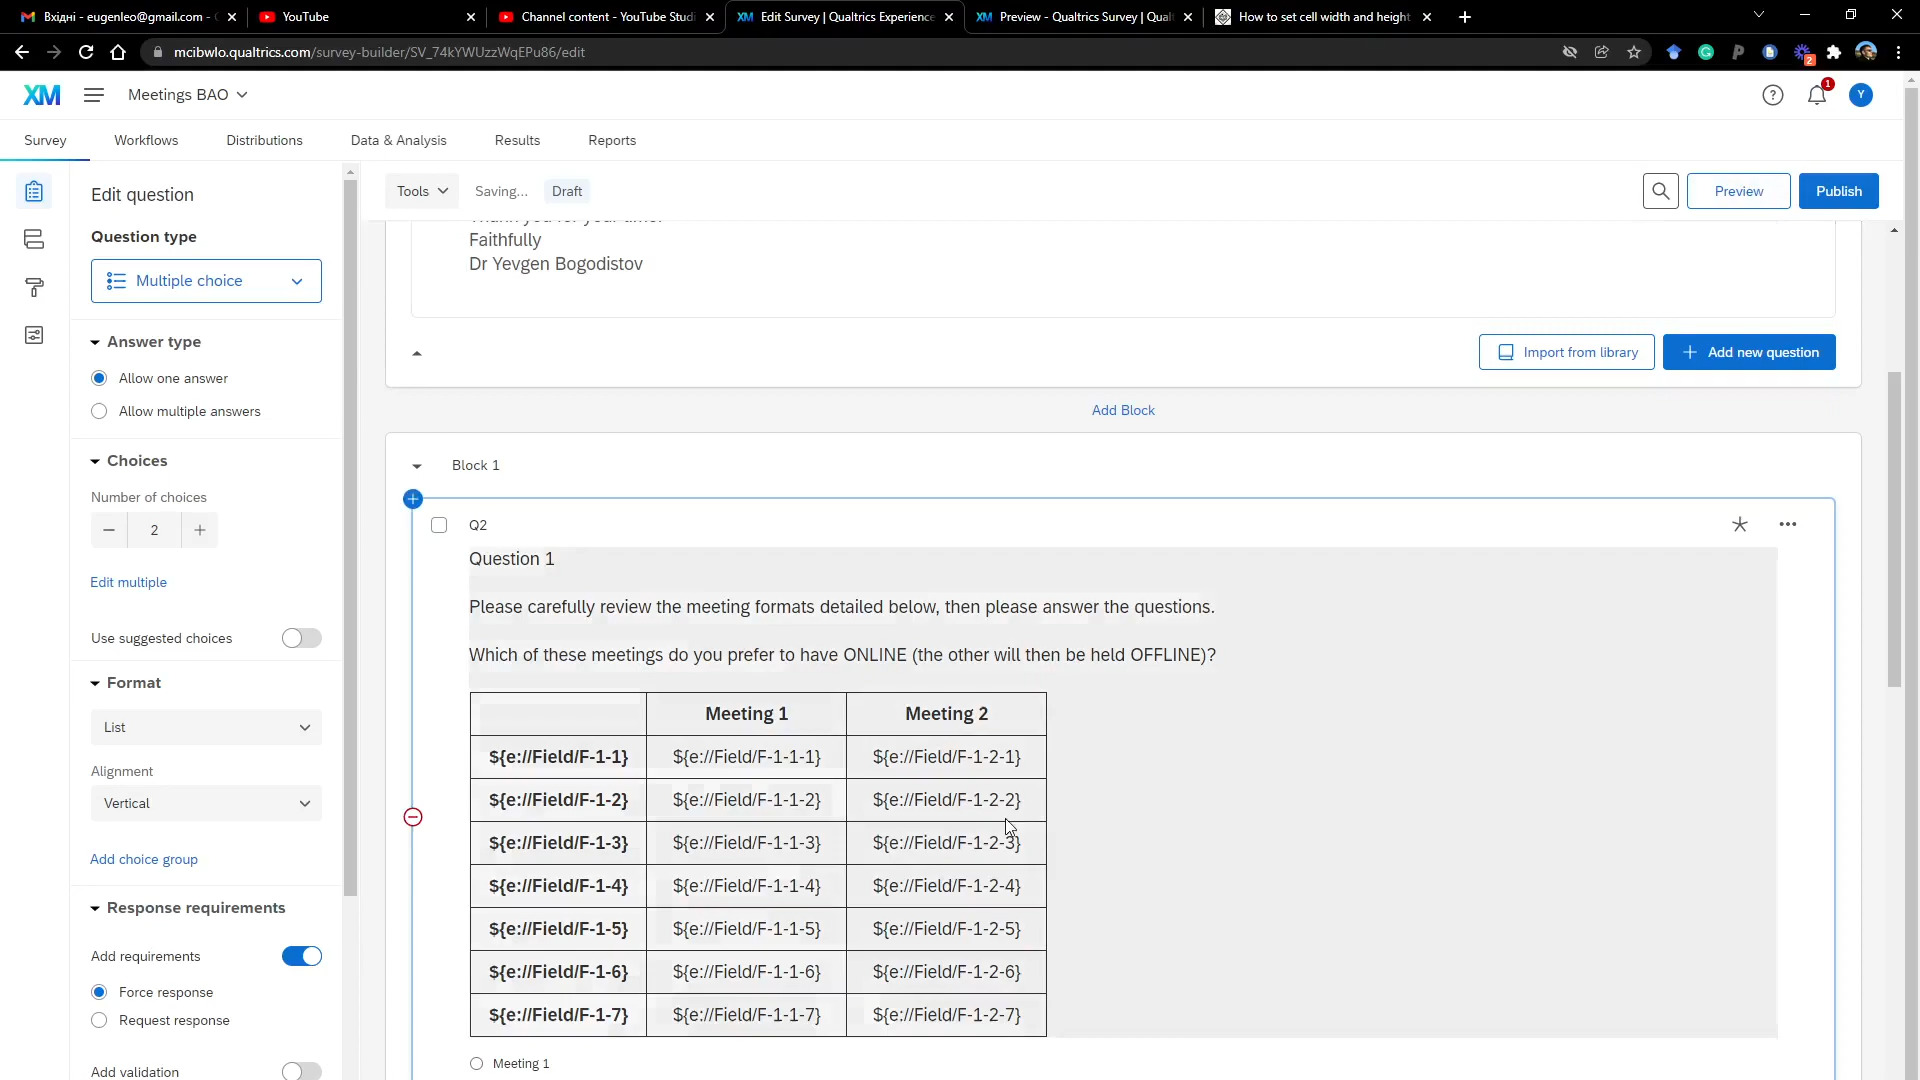 Вхідні - eugenleo@gmail.com -
YouTube
Channel content - YouTube Studi
Edit Survey | Qualtrics Experience
Preview - Qualtrics Survey | Qual
How to set cell width and height
mcibwlo.qualtrics.com/survey-builder/SV_74kYWUzzWqEPu86/edit
2
XM
Meetings BAO
1
Y
Survey
Workflows
Distributions
Data & Analysis
Results
Reports
Edit question
Question type
Multiple choice
Answer type
Allow one answer
Allow multiple answers
Choices
Number of choices
2
Edit multiple
Use suggested choices
Format
List
Alignment
Vertical
Add choice group
Response requirements
Add requirements
Force response
Request response
Add validation
Tools
Saving...
Draft
Preview
Publish
Thank you for your time.
Faithfully
Dr Yevgen Bogodistov
Import from library
Add new question
Add Block
Block 1
Q2
Question 1
Please carefully review the meeting formats detailed below, then please answer the questions.
Which of these meetings do you prefer to have ONLINE (the other will then be held OFFLINE)?
Meeting 1 Meeting 2
${e://Field/F-1-1} ${e://Field/F-1-1-1} ${e://Field/F-1-2-1}
${e://Field/F-1-2} ${e://Field/F-1-1-2} ${e://Field/F-1-2-2}
${e://Field/F-1-3} ${e://Field/F-1-1-3} ${e://Field/F-1-2-3}
${e://Field/F-1-4} ${e://Field/F-1-1-4} ${e://Field/F-1-2-4}
${e://Field/F-1-5} ${e://Field/F-1-1-5} ${e://Field/F-1-2-5}
${e://Field/F-1-6} ${e://Field/F-1-1-6} ${e://Field/F-1-2-6}
${e://Field/F-1-7} ${e://Field/F-1-1-7} ${e://Field/F-1-2-7}
Meeting 1